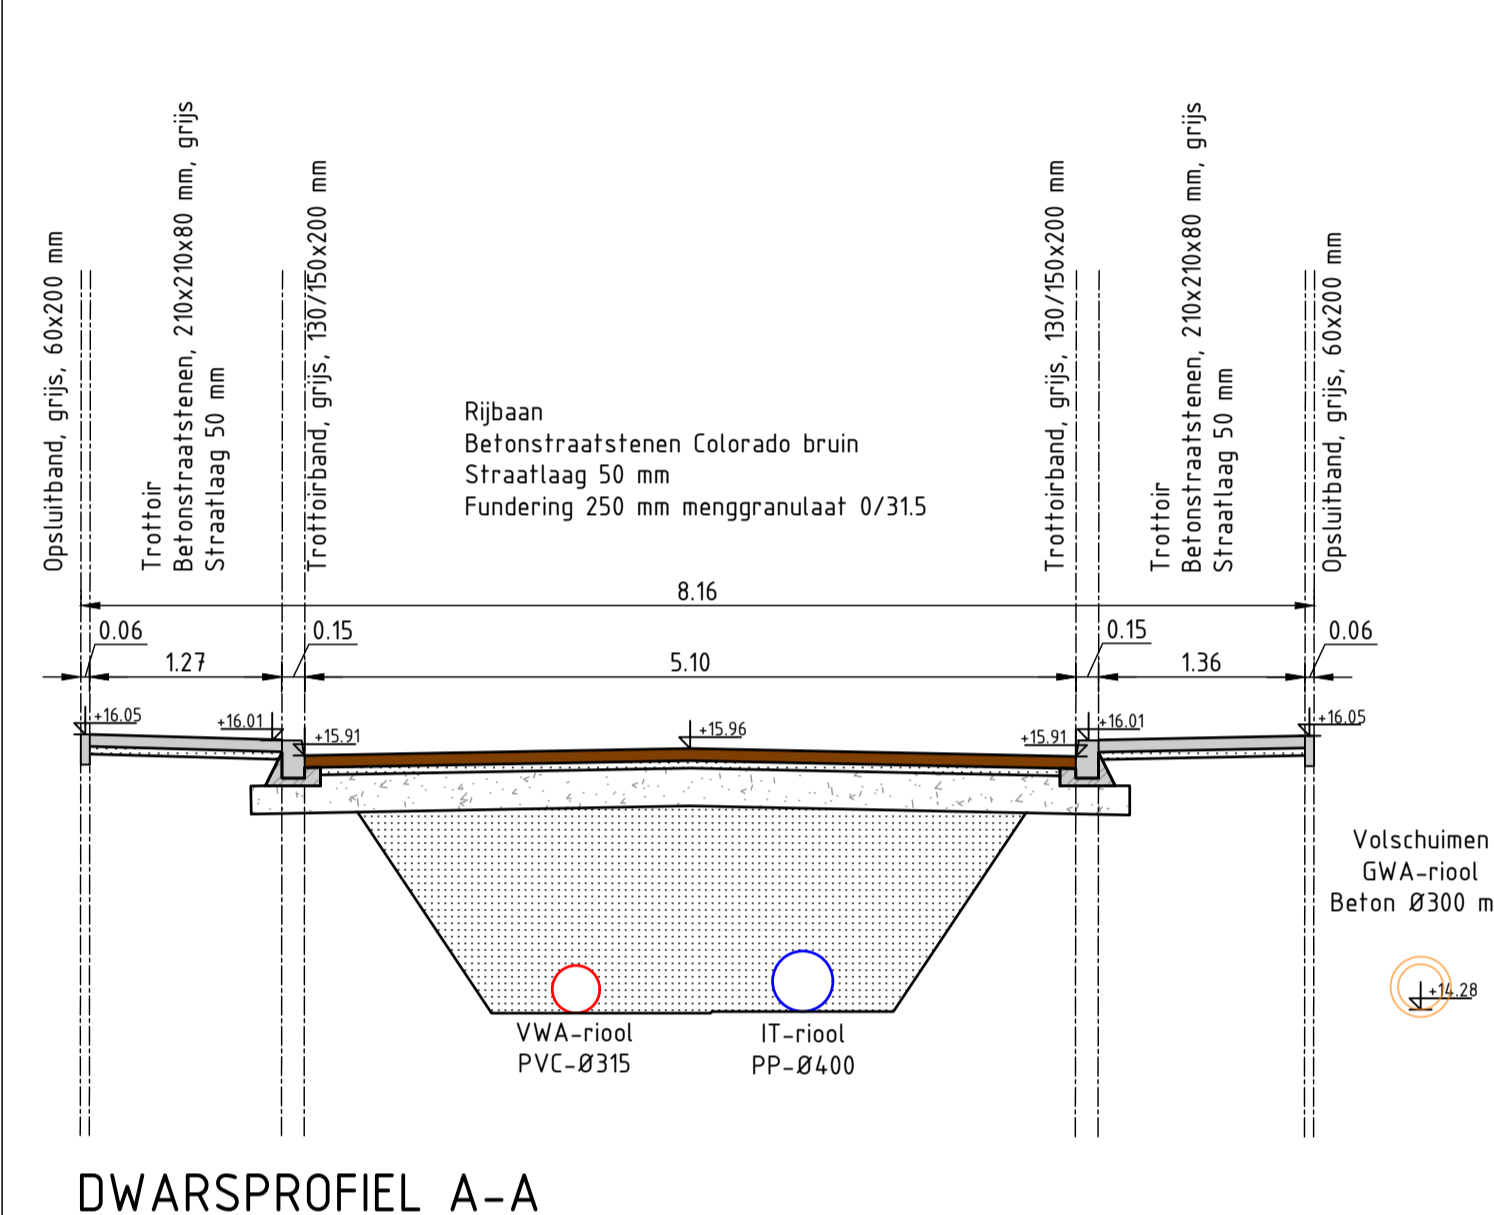 Opsluitband, grijs, 60x200 mm
Trottoir
Betonstraatstenen, 210x210x80 mm, grijs
Straatlaag 50 mm
Trottoirband, grijs, 130/150x200 mm
Rijbaan
Betonstraatstenen Colorado bruin
Straatlaag 50 mm
Fundering 250 mm menggranulaat 0/31.5
Trottoirband, grijs, 130/150x200 mm
Trottoir
Betonstraatstenen, 210x210x80 mm, grijs
Straatlaag 50 mm
Opsluitband, grijs, 60x200 mm
8.16
0.06
0.15
0.15
0.06
1.27
5.10
1.36
+16.05
+16.01
+15.91
+15.96
+15.91
+16.01
+16.05
Volschuimen
GWA-riool
Beton Ø300 m
+14.28
VWA-riool
PVC-Ø315
IT-riool
PP-Ø400
DWARSPROFIEL A-A